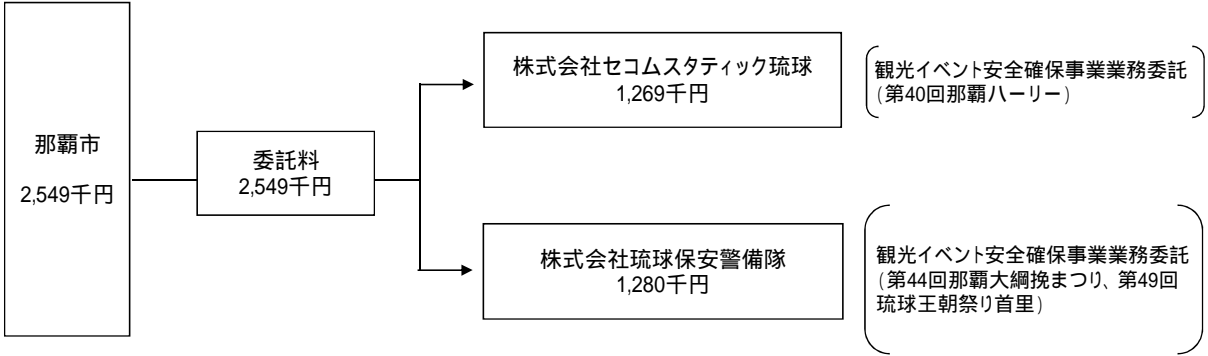 那覇市
2,549千円
委託料
2,549千円
株式会社セコムスタティック琉球
1,269千円
観光イベント安全確保事業業務委託
(第40回那覇ハーリー)
株式会社琉球保安警備隊
1,280千円
観光イベント安全確保事業業務委託
(第44回那覇大綱挽まつり、第49回
琉球王朝祭り首里)